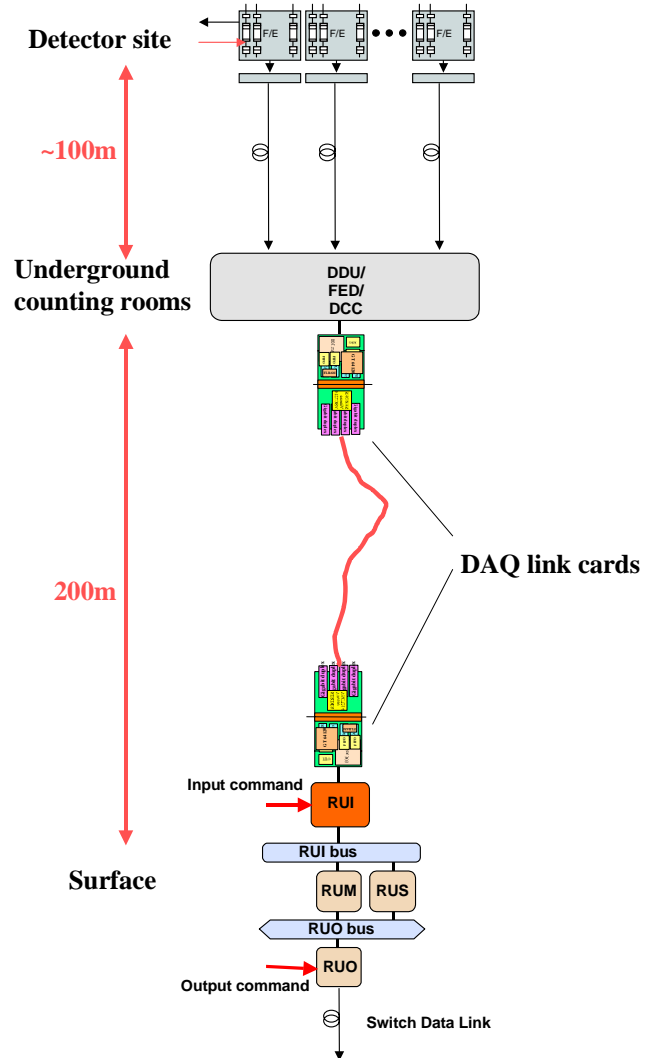 Detector site
F/E
F/E
F/E
~100m
Underground
counting rooms
DDU/
FED/
DCC
DAQ link cards
200m
Input command
RUI
RUI bus
Surface
RUM
RUS
RUO bus
RUO
Output command
Switch Data Link